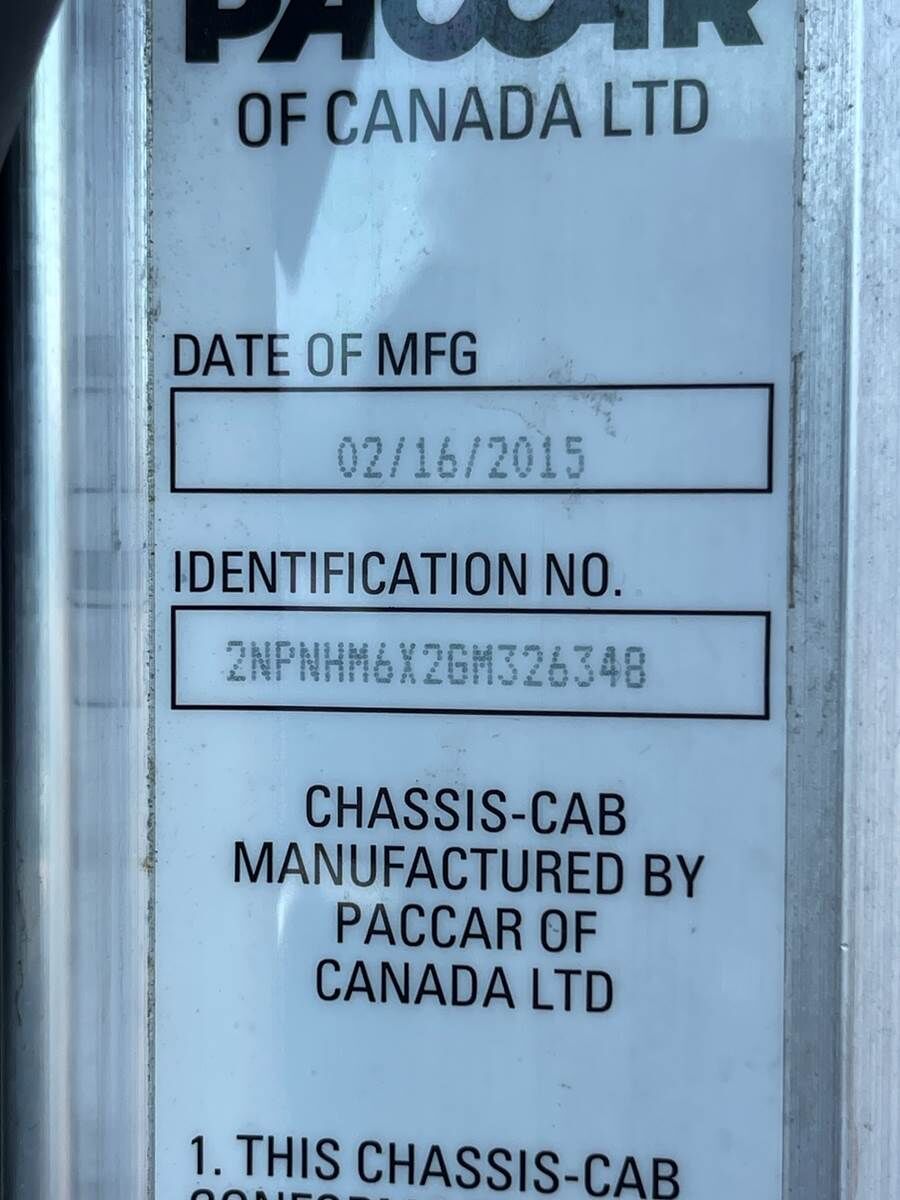 PACCAR
OF CANADA LTD
DATE OF MFG
02/16/2015
IDENTIFICATION NO.
2NPNHM6X2GM326348
CHASSIS-CAB
MANUFACTURED BY
PACCAR OF
CANADA LTD
1. THIS CHASSIS-CAB